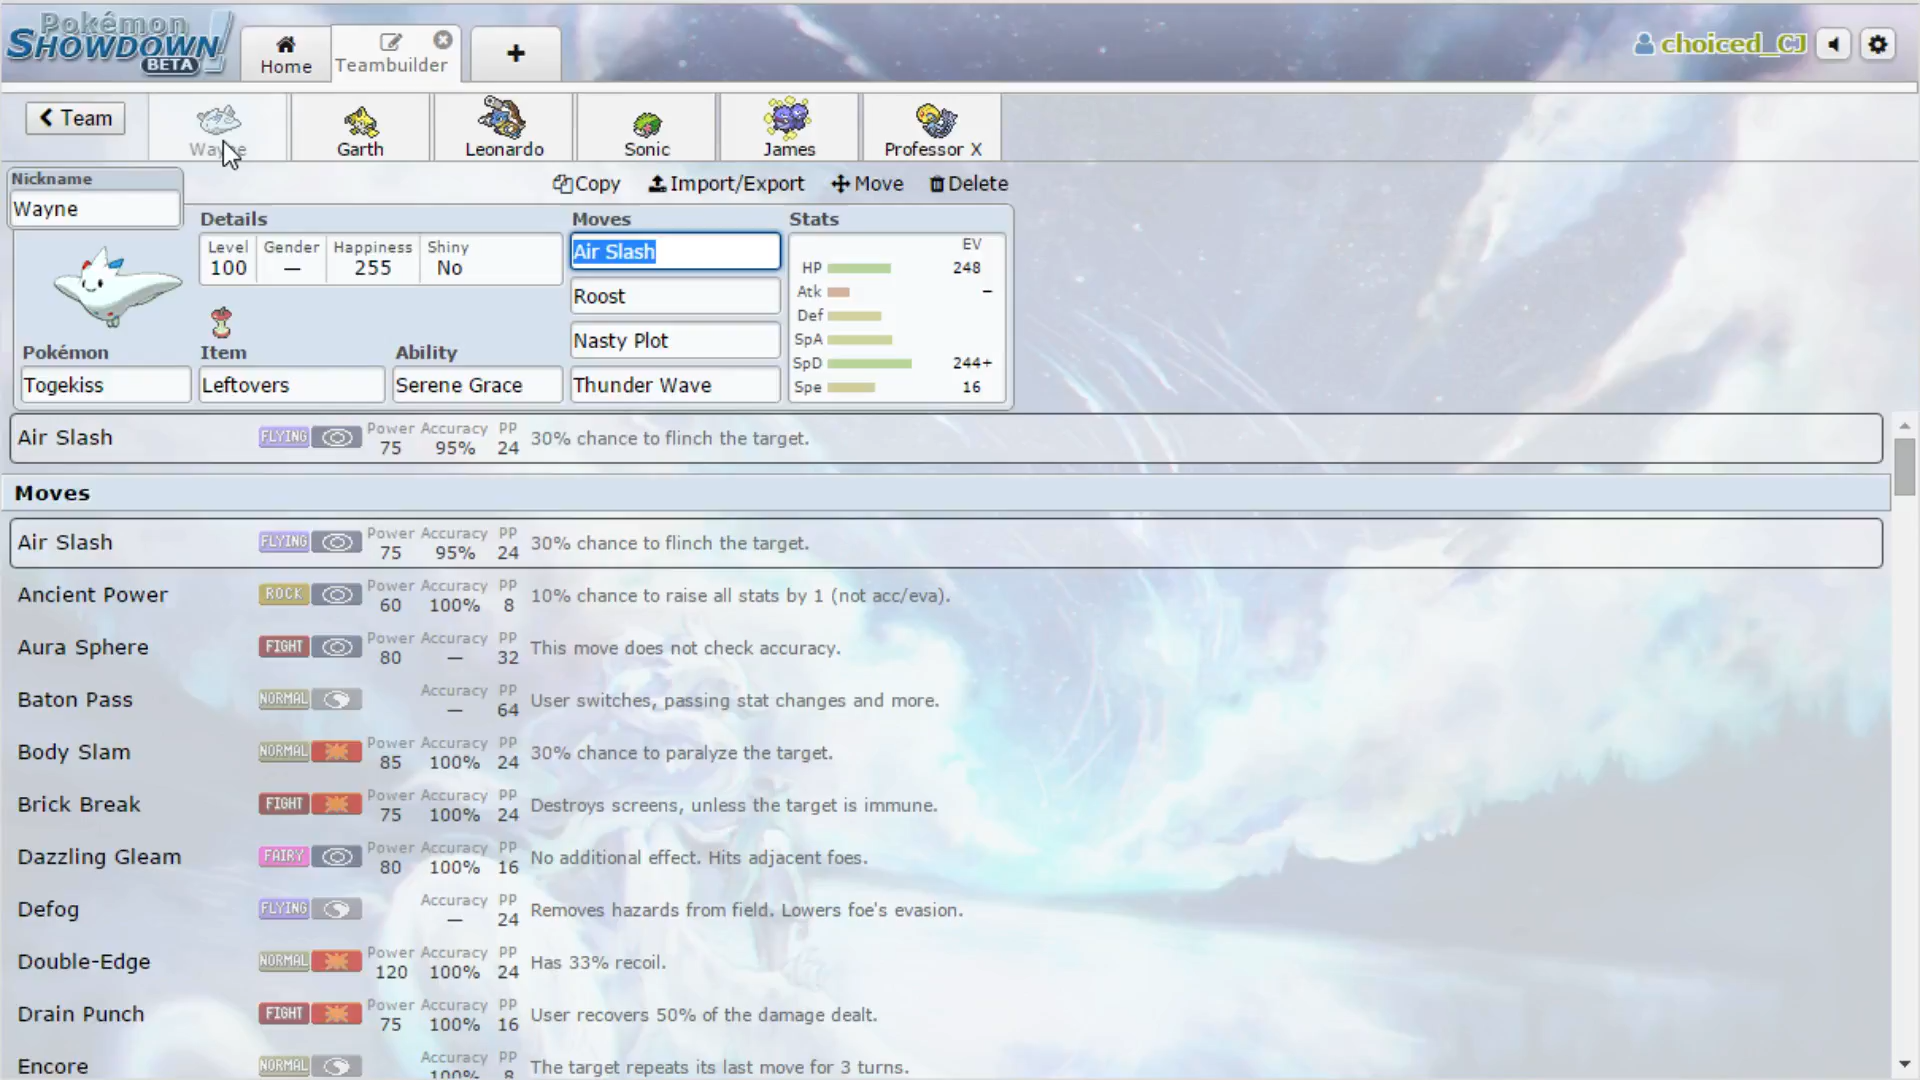 Pokémon
SHOWDOWN!
BETA
Home
Teambuilder
+
choiced_CJ
Team
Wayne
Garth
Leonardo
Sonic
James
Professor X
Copy
Import/Export
Move
Delete
Nickname
Wayne
Details
Moves
Stats
Level
Gender
Happiness
Shiny
100
—
255
No
Pokémon
Item
Ability
Togekiss
Leftovers
Serene Grace
Air Slash
Roost
Nasty Plot
Thunder Wave
EV
HP 248
Atk –
Def
SpA
SpD 244+
Spe 16
Air Slash FLYING Power 75 Accuracy 95% PP 24 30% chance to flinch the target.
Moves
Air Slash FLYING Power 75 Accuracy 95% PP 24 30% chance to flinch the target.
Ancient Power ROCK Power 60 Accuracy 100% PP 8 10% chance to raise all stats by 1 (not acc/eva).
Aura Sphere FIGHT Power 80 Accuracy — PP 32 This move does not check accuracy.
Baton Pass NORMAL Accuracy — PP 64 User switches, passing stat changes and more.
Body Slam NORMAL Power 85 Accuracy 100% PP 24 30% chance to paralyze the target.
Brick Break FIGHT Power 75 Accuracy 100% PP 24 Destroys screens, unless the target is immune.
Dazzling Gleam FAIRY Power 80 Accuracy 100% PP 16 No additional effect. Hits adjacent foes.
Defog FLYING Accuracy — PP 24 Removes hazards from field. Lowers foe's evasion.
Double-Edge NORMAL Power 120 Accuracy 100% PP 24 Has 33% recoil.
Drain Punch FIGHT Power 75 Accuracy 100% PP 16 User recovers 50% of the damage dealt.
Encore NORMAL Accuracy 100% PP 8 The target repeats its last move for 3 turns.